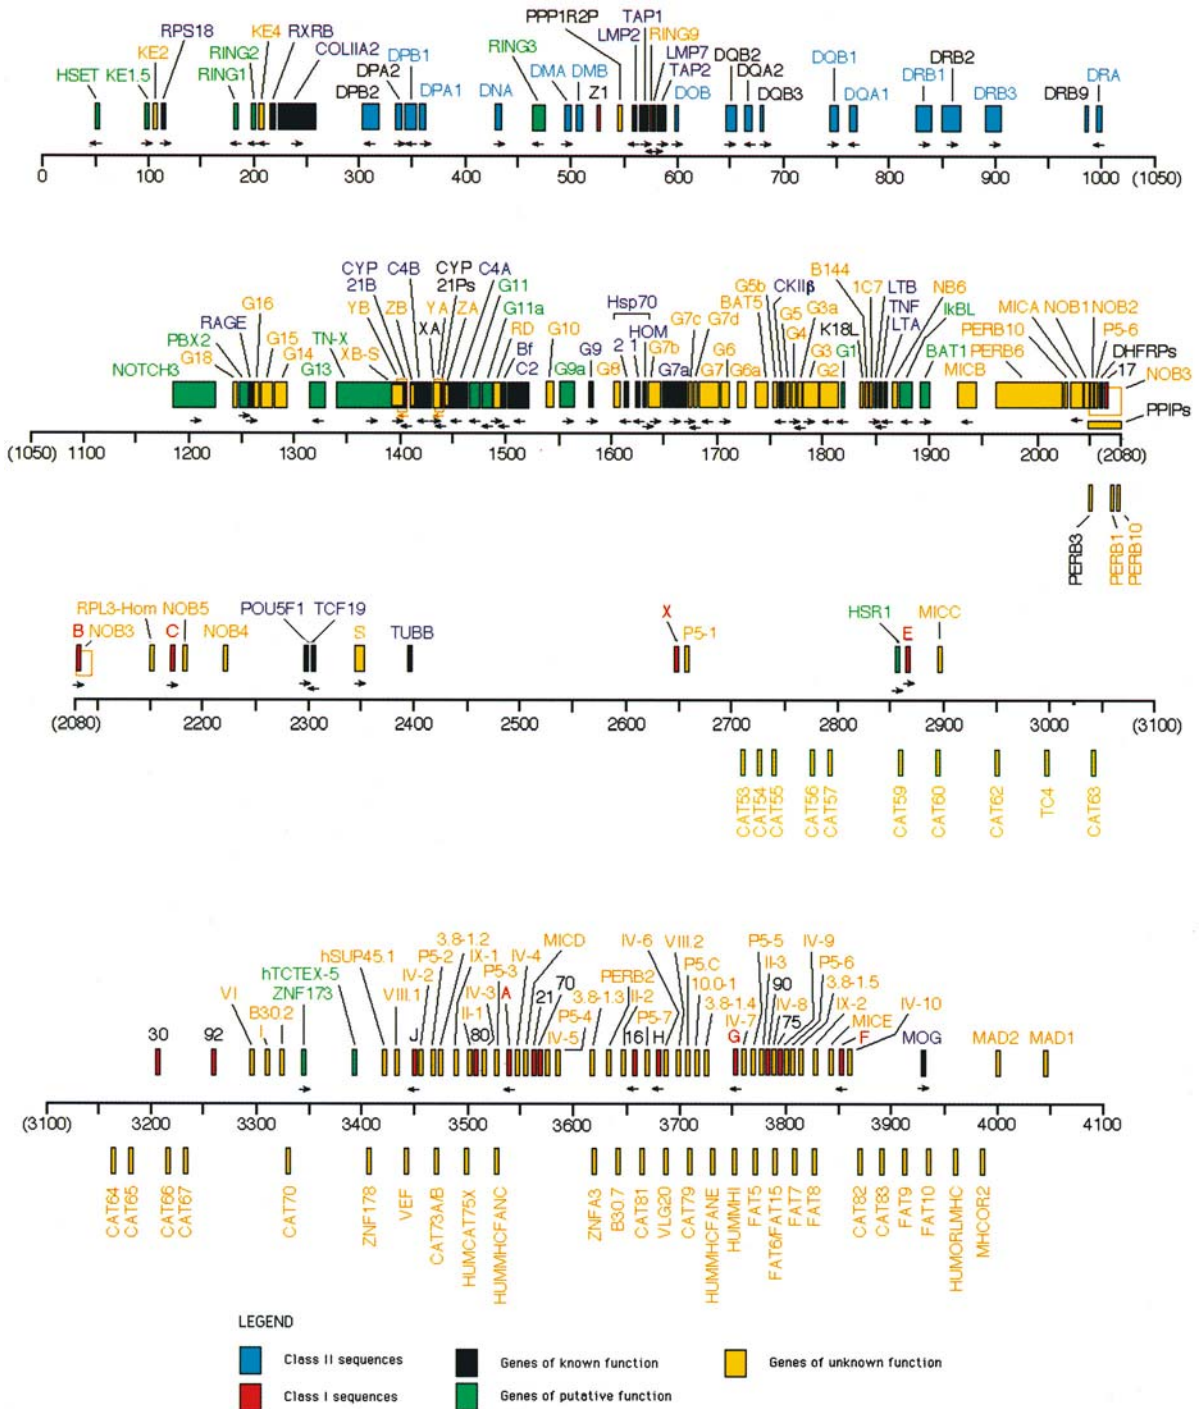 PPP1R2P TAP1
RPS18 KE4 RXRB LMP2 RING9
KE2 RING2 COLIIA2 DPB1 RING3 LMP7 DQB2 DQB1 DRB2
HSET KE1.5 RING1 DPA2 DMA DMB TAP2 DQA2 DRB1 DRA
DPB2 DPA1 DNA Z1 DOB DQB3 DQA1 DRB3 DRB9
0 100 200 300 400 500 600 700 800 900 1000 (1050)
CYP C4B CYP C4A G11 G5b CKIIβ B144 1C7 LTB NB6
21B 21Ps Hsp70 BAT5 G3a TNF MICA NOB1 NOB2
G16 YB ZB YA ZA G11a G7c G7d G5 K18L LTA IkBL PERB10 P5-6
RAGE G15 TN-X XA RD G10 G9 HOM G4 DHFRPs
PBX2 G14 XB-S Bf 2 1 G7b G6 G3 G1 BAT1 PERB6 17 NOB3
NOTCH3 G18 G13 C2 G9a G8 G7a G7 G6a G2 MICB
PPIPs
(1050) 1100 1200 1300 1400 1500 1600 1700 1800 1900 2000 (2080)
PERB3
PERB1
PERB10
RPL3-Hom NOB5 POU5F1 TCF19 X HSR1 MICC
B NOB3 C NOB4 S TUBB P5-1 E
(2080) 2200 2300 2400 2500 2600 2700 2800 2900 3000 (3100)
CAT53
CAT54
CAT55
CAT56
CAT57
CAT59
CAT60
CAT62
TC4
CAT63
3.8-1.2 MICD IV-6 VIII.2 P5-5 IV-9
hSUP45.1 P5-2 IX-1 IV-4 P5.C II-3 P5-6
hTCTEX-5 IV-2 P5-3 70 PERB2 10.0-1 90 3.8-1.5
VI ZNF173 VIII.1 IV-3 A 21 3.8-1.3 II-2 3.8-1.4 IV-8 IX-2 IV-10
B30.2 II-1 P5-4 P5-7 IV-7 75 MICE
30 92 I J 80 IV-5 16 H G F MOG MAD2 MAD1
(3100) 3200 3300 3400 3500 3600 3700 3800 3900 4000 4100
CAT64
CAT65
CAT66
CAT67
CAT70
ZNF178
VEF
CAT73A/B
HUMCAT75X
HUMMHCFANC
ZNFA3
B30.7
CAT81
VLG20
CAT79
HUMMHCFANE
HUMMHI
FAT5
FAT6/FAT15
FAT7
FAT8
CAT82
CAT83
FAT9
FAT10
HUMORLMHC
MHCOR2
LEGEND
Class II sequences Genes of known function Genes of unknown function
Class I sequences Genes of putative function